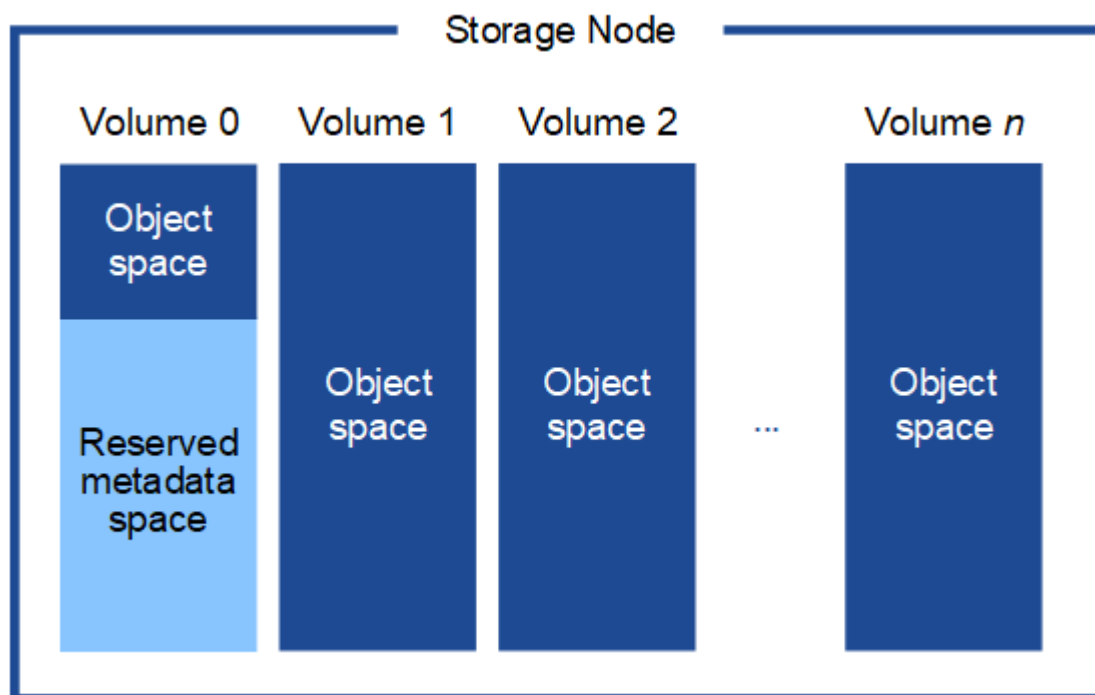 Storage Node
Volume 0
Volume 1
Volume 2
Volume n
Object
space
Reserved
metadata
space
Object
space
Object
space
...
Object
space